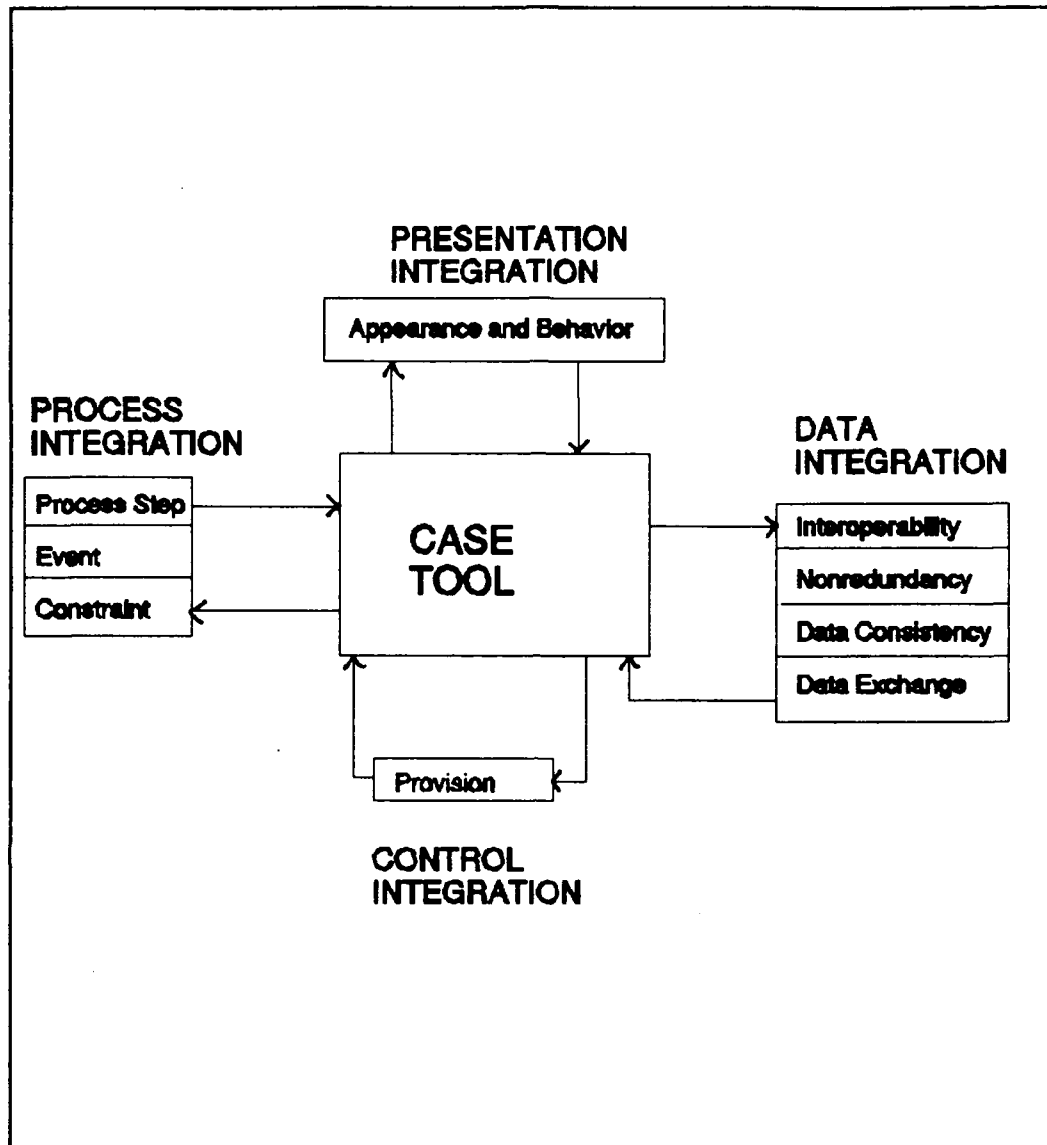 PRESENTATION
INTEGRATION
Appearance and Behavior
PROCESS
INTEGRATION
Process Step
Event
Constraint
CASE
TOOL
DATA
INTEGRATION
Interoperability
Nonredundancy
Data Consistency
Data Exchange
Provision
CONTROL
INTEGRATION